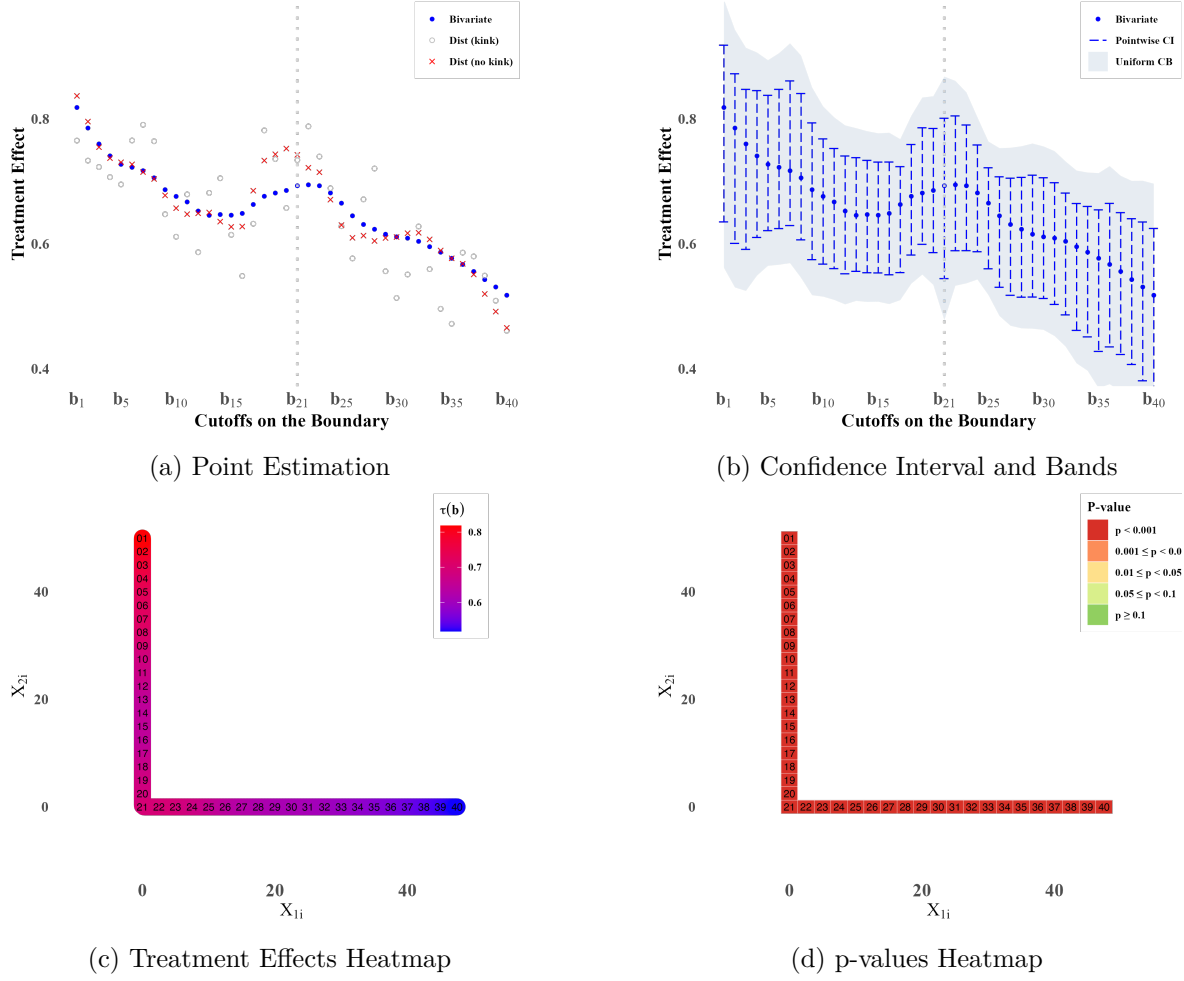 Bivariate
Dist (kink)
Dist (no kink)
Treatment Effect
0.8
0.6
0.4
b1 b5 b10 b15 b21 b25 b30 b35 b40
Cutoffs on the Boundary
(a) Point Estimation
Bivariate
Pointwise CI
Uniform CB
Treatment Effect
0.8
0.6
0.4
b1 b5 b10 b15 b21 b25 b30 b35 b40
Cutoffs on the Boundary
(b) Confidence Interval and Bands
τ(b)
0.8
0.7
0.6
X2i
40
20
0
01
02
03
04
05
06
07
08
09
10
11
12
13
14
15
16
17
18
19
20
21 22 23 24 25 26 27 28 29 30 31 32 33 34 35 36 37 38 39 40
0 20 40
X1i
(c) Treatment Effects Heatmap
P-value
p < 0.001
0.001 ≤ p < 0.0
0.01 ≤ p < 0.05
0.05 ≤ p < 0.1
p ≥ 0.1
X2i
40
20
0
01
02
03
04
05
06
07
08
09
10
11
12
13
14
15
16
17
18
19
20
21 22 23 24 25 26 27 28 29 30 31 32 33 34 35 36 37 38 39 40
0 20 40
X1i
(d) p-values Heatmap